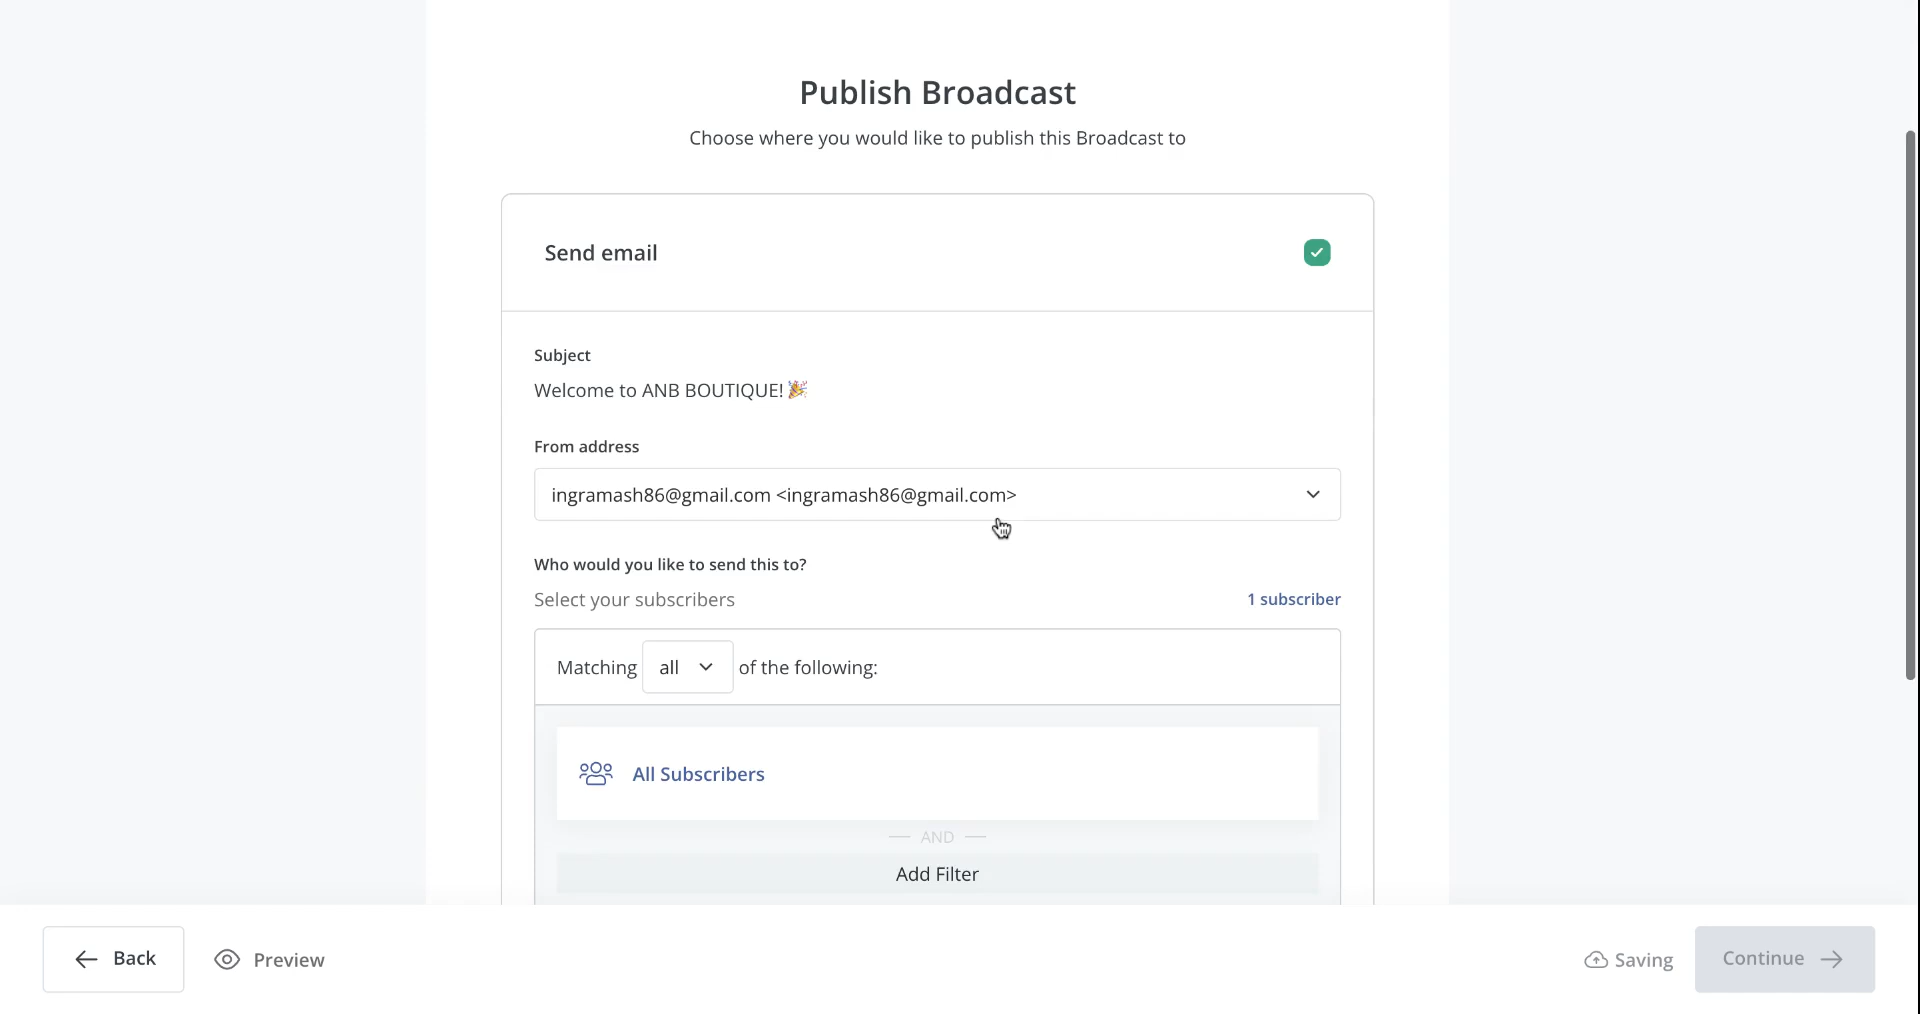 Publish Broadcast
Choose where you would like to publish this Broadcast to
Send email
Subject
Welcome to ANB BOUTIQUE! 🎉
From address
ingramash86@gmail.com <ingramash86@gmail.com>
Who would you like to send this to?
Select your subscribers
1 subscriber
Matching all of the following:
All Subscribers
AND
Add Filter
Back
Preview
Saving
Continue